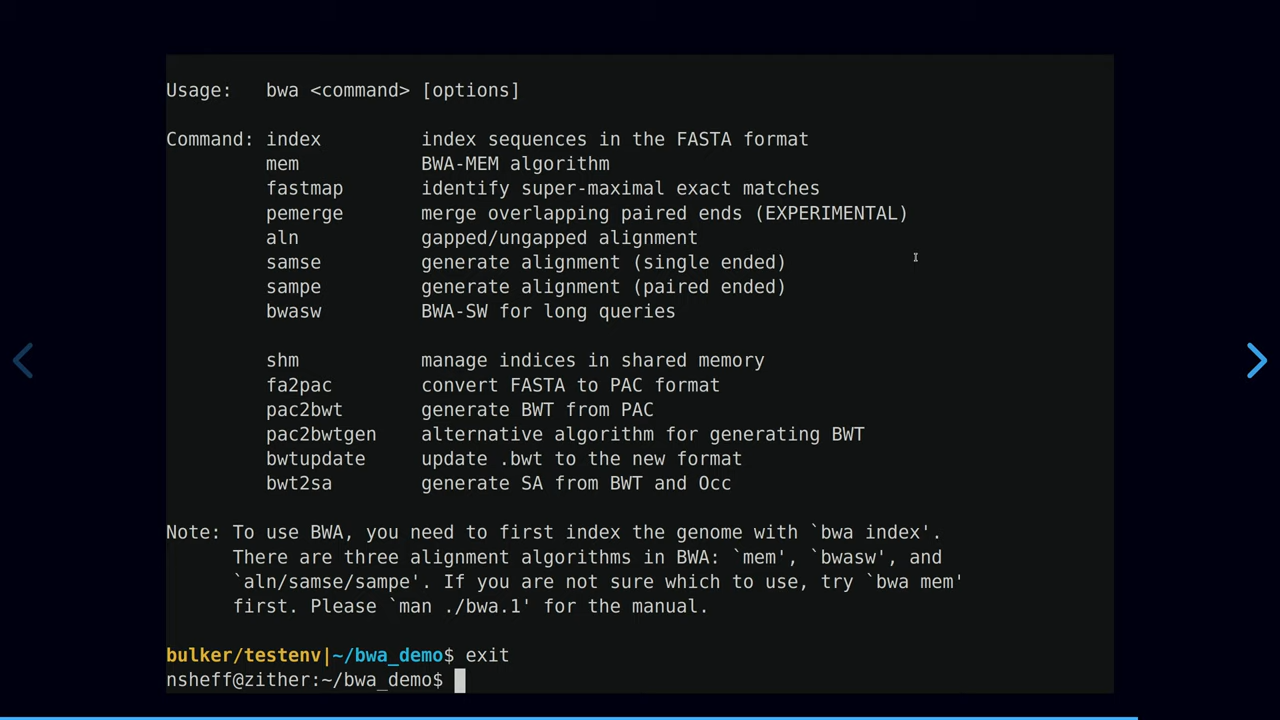 Usage:   bwa <command> [options]
Command: index         index sequences in the FASTA format
         mem           BWA-MEM algorithm
         fastmap       identify super-maximal exact matches
         pemerge       merge overlapping paired ends (EXPERIMENTAL)
         aln           gapped/ungapped alignment
         samse         generate alignment (single ended)
         sampe         generate alignment (paired ended)
         bwasw         BWA-SW for long queries
         shm           manage indices in shared memory
         fa2pac        convert FASTA to PAC format
         pac2bwt       generate BWT from PAC
         pac2bwtgen    alternative algorithm for generating BWT
         bwtupdate     update .bwt to the new format
         bwt2sa        generate SA from BWT and Occ
Note: To use BWA, you need to first index the genome with `bwa index'.
      There are three alignment algorithms in BWA: `mem', `bwasw', and
      `aln/samse/sampe'. If you are not sure which to use, try `bwa mem'
      first. Please `man ./bwa.1' for the manual.
bulker/testenv|~/bwa_demo$ exit
nsheff@zither:~/bwa_demo$